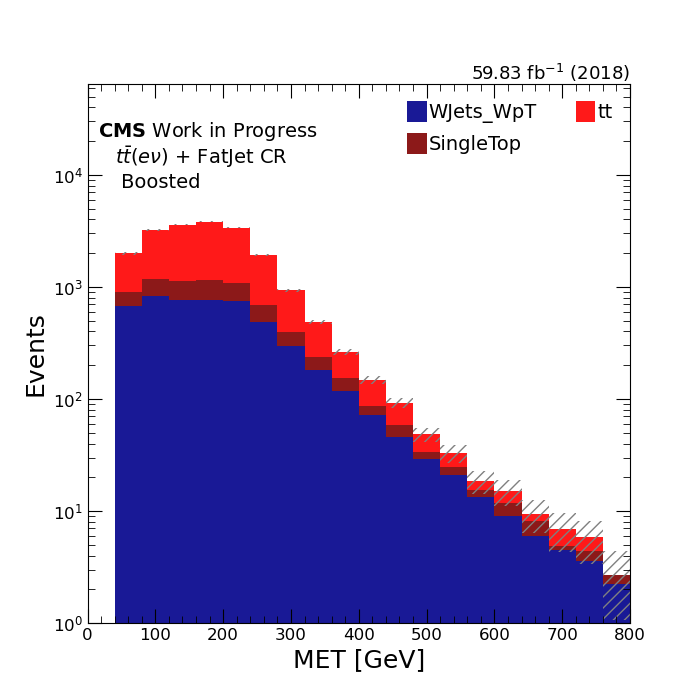 59.83 fb⁻¹ (2018)
CMS Work in Progress
tt̄(eν) + FatJet CR
Boosted
WJets_WpT
tt
SingleTop
Events
10⁴
10³
10²
10¹
10⁰
0 100 200 300 400 500 600 700 800
MET [GeV]